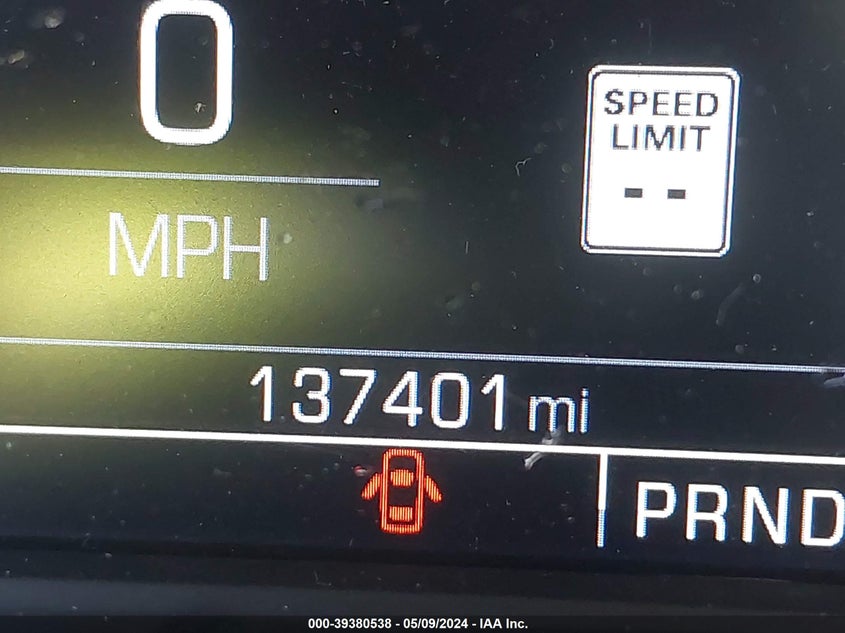 0
MPH
SPEED
LIMIT
--
137401 mi
PRND
000-39380538 - 05/09/2024 - IAA Inc.